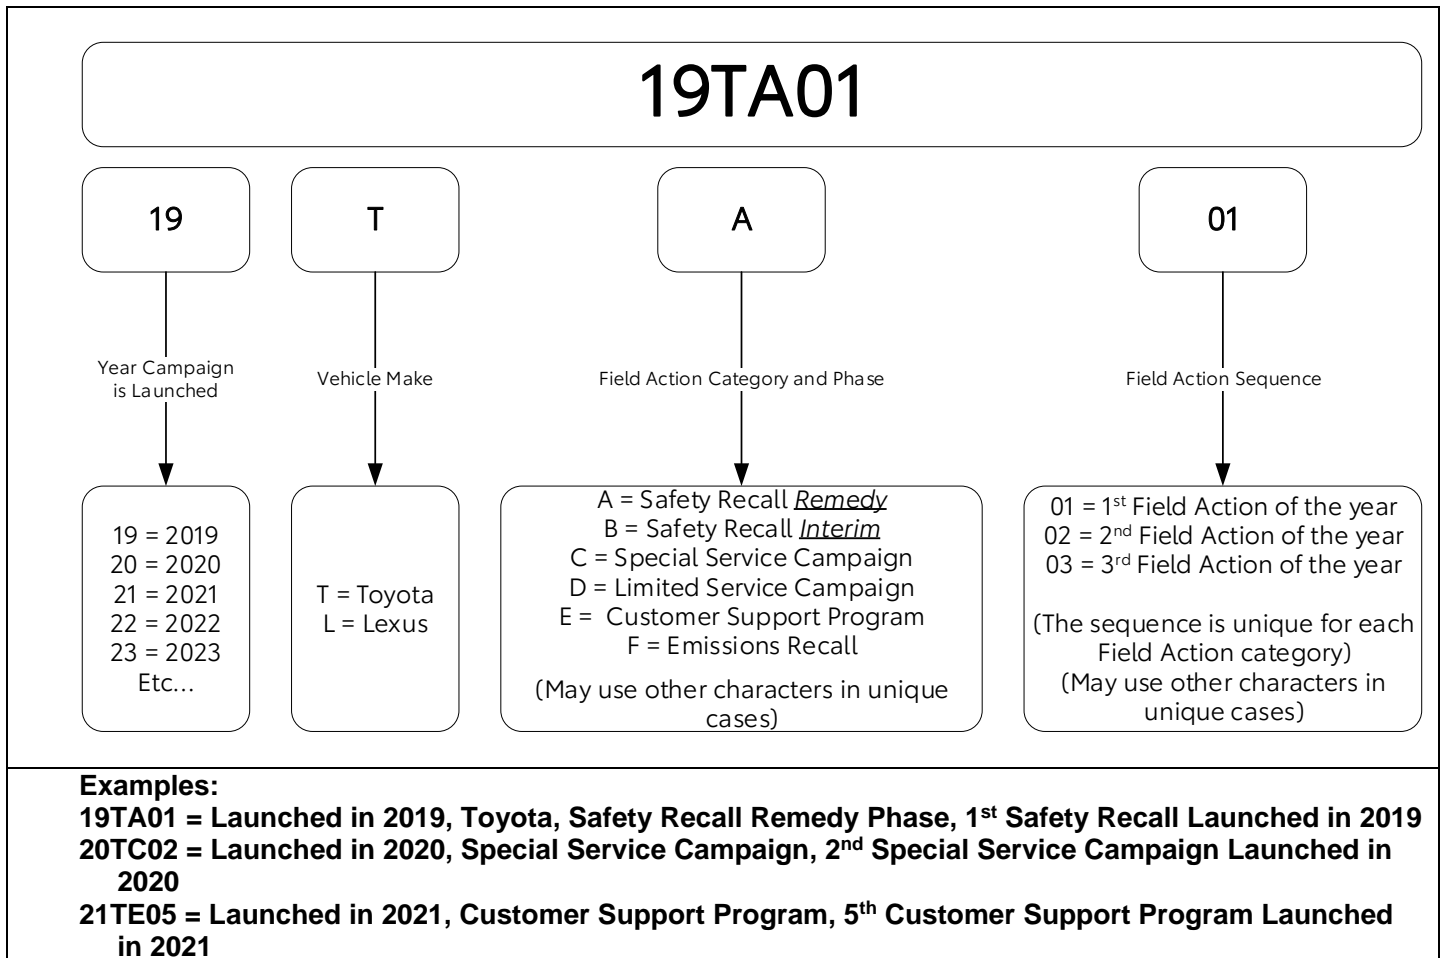 19TA01
19
T
A
01
Year Campaign
is Launched
Vehicle Make
Field Action Category and Phase
Field Action Sequence
19 = 2019
20 = 2020
21 = 2021
22 = 2022
23 = 2023
Etc...
T = Toyota
L = Lexus
A = Safety Recall Remedy
B = Safety Recall Interim
C = Special Service Campaign
D = Limited Service Campaign
E =  Customer Support Program
F = Emissions Recall
(May use other characters in unique
cases)
01 = 1st Field Action of the year
02 = 2nd Field Action of the year
03 = 3rd Field Action of the year
(The sequence is unique for each
Field Action category)
(May use other characters in
unique cases)
Examples:
19TA01 = Launched in 2019, Toyota, Safety Recall Remedy Phase, 1st Safety Recall Launched in 2019
20TC02 = Launched in 2020, Special Service Campaign, 2nd Special Service Campaign Launched in
2020
21TE05 = Launched in 2021, Customer Support Program, 5th Customer Support Program Launched
in 2021